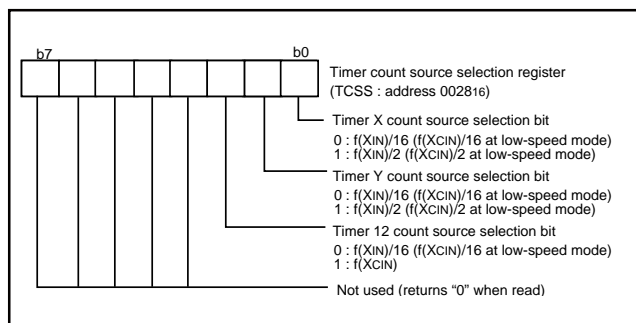 b7
b0
Timer count source selection register
(TCSS : address 002816)
Timer X count source selection bit
0 : f(XIN)/16 (f(XCIN)/16 at low-speed mode)
1 : f(XIN)/2 (f(XCIN)/2 at low-speed mode)
Timer Y count source selection bit
0 : f(XIN)/16 (f(XCIN)/16 at low-speed mode)
1 : f(XIN)/2 (f(XCIN)/2 at low-speed mode)
Timer 12 count source selection bit
0 : f(XIN)/16 (f(XCIN)/16 at low-speed mode)
1 : f(XCIN)
Not used (returns “0” when read)